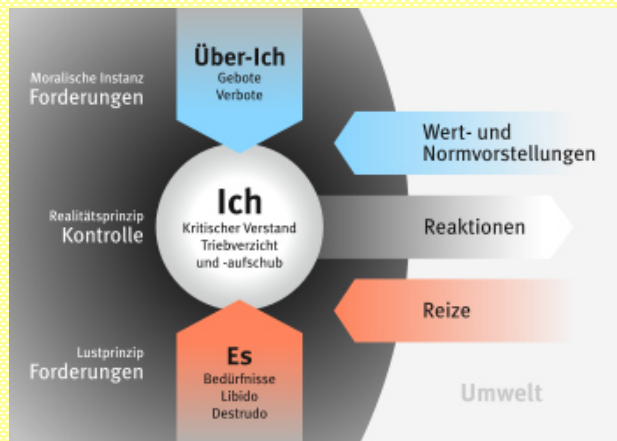 Über-Ich
Gebote
Verbote
Moralische Instanz
Forderungen
Wert- und
Normvorstellungen
Ich
Kritischer Verstand
Triebverzicht
und -aufschub
Realitätsprinzip
Kontrolle
Reaktionen
Reize
Lustprinzip
Forderungen
Es
Bedürfnisse
Libido
Destrudo
Umwelt